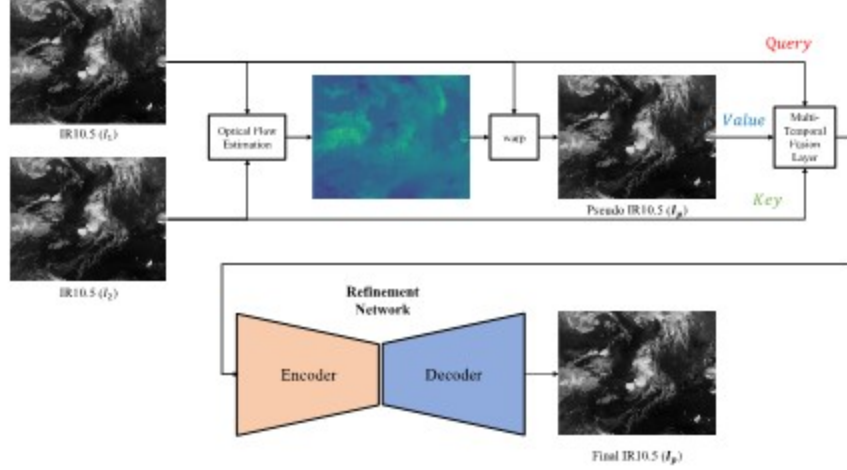 Query
IR10.5 (I₁)
Optical Flow
Estimation
warp
Value
Multi-
Temporal
Fusion
Layer
Pseudo IR10.5 (Iₚ)
Key
IR10.5 (I₂)
Refinement
Network
Encoder
Decoder
Final IR10.5 (Iₚ)